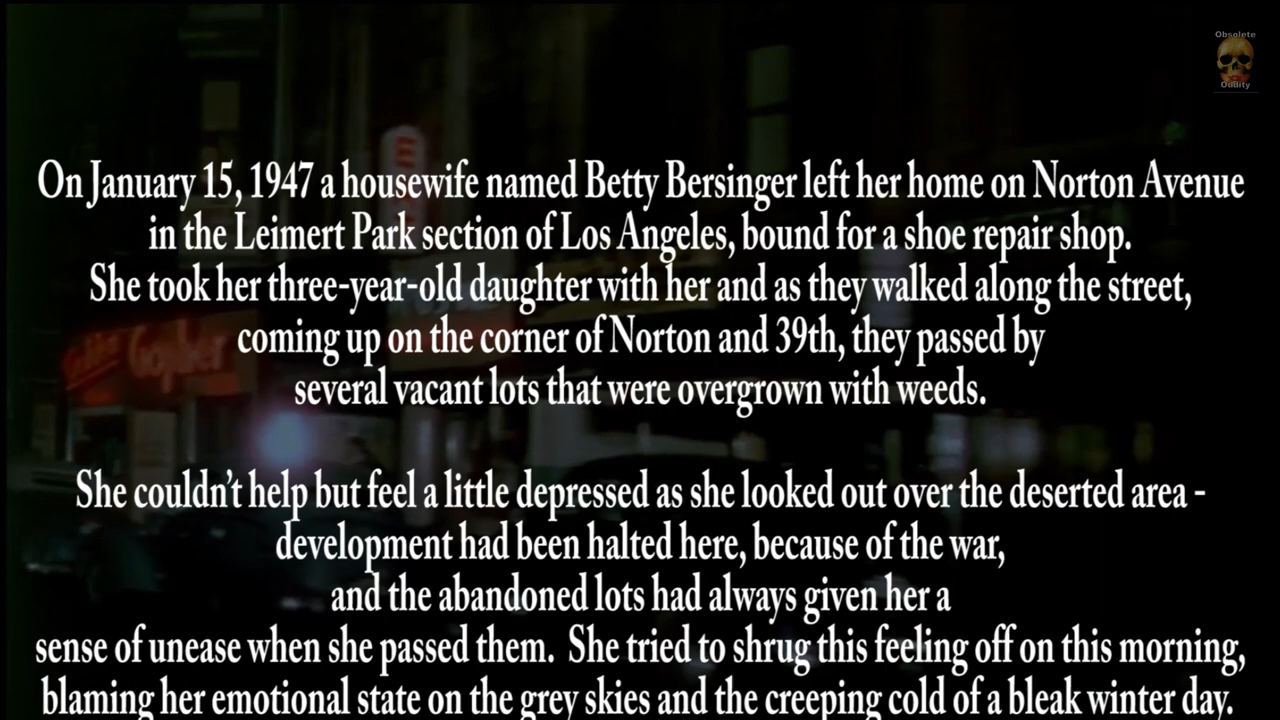 Obsolete
Oddity
On January 15, 1947 a housewife named Betty Bersinger left her home on Norton Avenue
in the Leimert Park section of Los Angeles, bound for a shoe repair shop.
She took her three-year-old daughter with her and as they walked along the street,
coming up on the corner of Norton and 39th, they passed by
several vacant lots that were overgrown with weeds.
She couldn't help but feel a little depressed as she looked out over the deserted area -
development had been halted here, because of the war,
and the abandoned lots had always given her a
sense of unease when she passed them. She tried to shrug this feeling off on this morning,
blaming her emotional state on the grey skies and the creeping cold of a bleak winter day.
Gopher